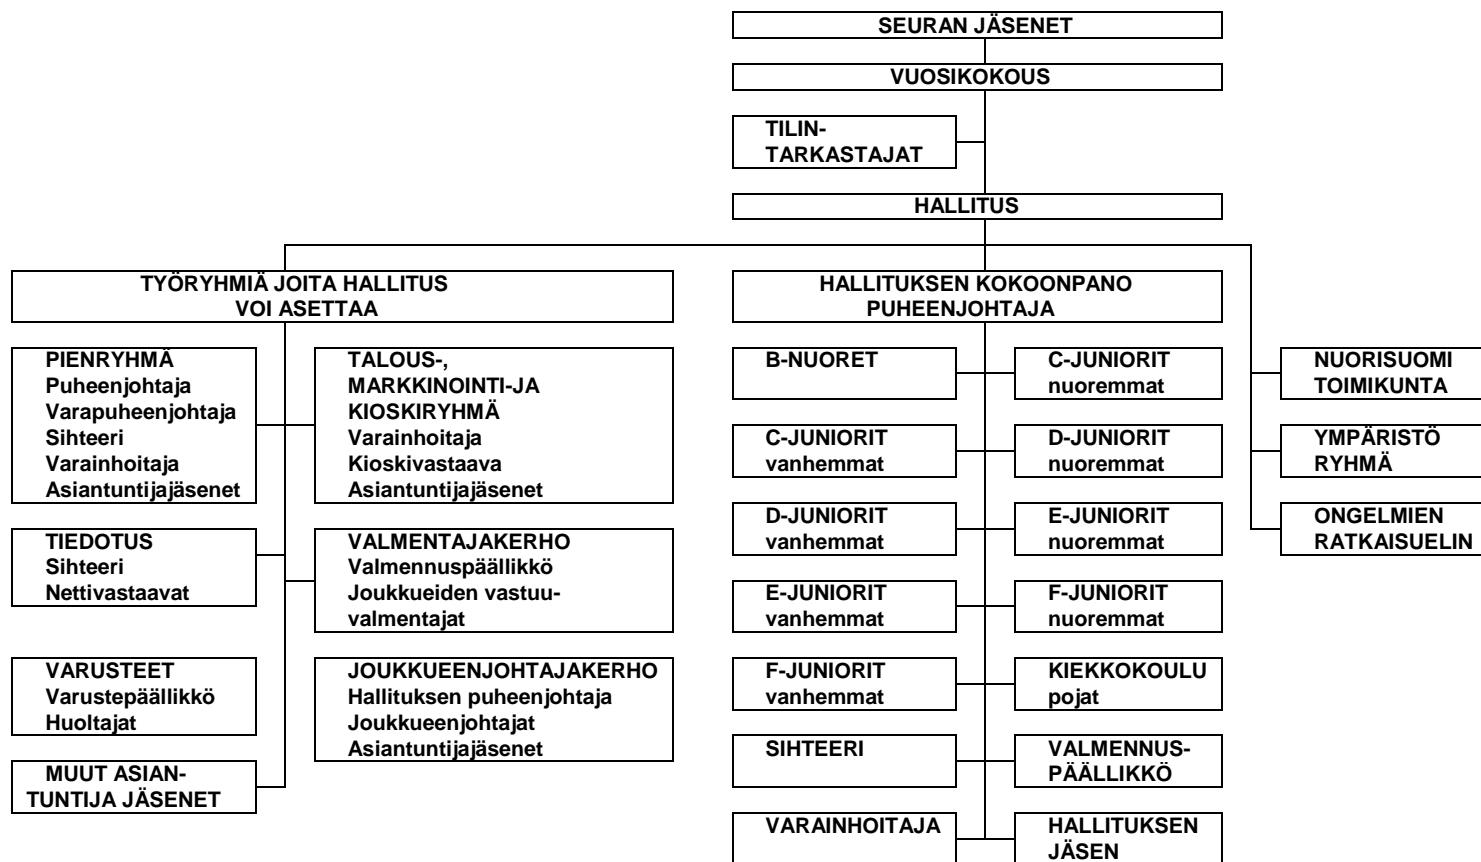 SEURAN JÄSENET
VUOSIKOKOUS
TILIN-
TARKASTAJAT
HALLITUS
TYÖRYHMIÄ JOITA HALLITUS
VOI ASETTAA
PIENRYHMÄ
Puheenjohtaja
Varapuheenjohtaja
Sihteeri
Varainhoitaja
Asiantuntijajäsenet
TALOUS-,
MARKKINOINTI-JA
KIOSKIRYHMÄ
Varainhoitaja
Kioskivastaava
Asiantuntijajäsenet
TIEDOTUS
Sihteeri
Nettivastaavat
VALMENTAJAKERHO
Valmennuspäällikkö
Joukkueiden vastuu-
valmentajat
VARUSTEET
Varustepäällikkö
Huoltajat
JOUKKUEENJOHTAJAKERHO
Hallituksen puheenjohtaja
Joukkueenjohtajat
Asiantuntijajäsenet
MUUT ASIAN-
TUNTIJA JÄSENET
HALLITUKSEN KOKOONPANO
PUHEENJOHTAJA
B-NUORET
C-JUNIORIT
nuoremmat
C-JUNIORIT
vanhemmat
D-JUNIORIT
nuoremmat
D-JUNIORIT
vanhemmat
E-JUNIORIT
nuoremmat
E-JUNIORIT
vanhemmat
F-JUNIORIT
nuoremmat
F-JUNIORIT
vanhemmat
KIEKKOKOULU
pojat
SIHTEERI
VALMENNUS-
PÄÄLLIKKÖ
VARAINHOITAJA
HALLITUKSEN
JÄSEN
NUORISUOMI
TOIMIKUNTA
YMPÄRISTÖ
RYHMÄ
ONGELMIEN
RATKAISUELIN